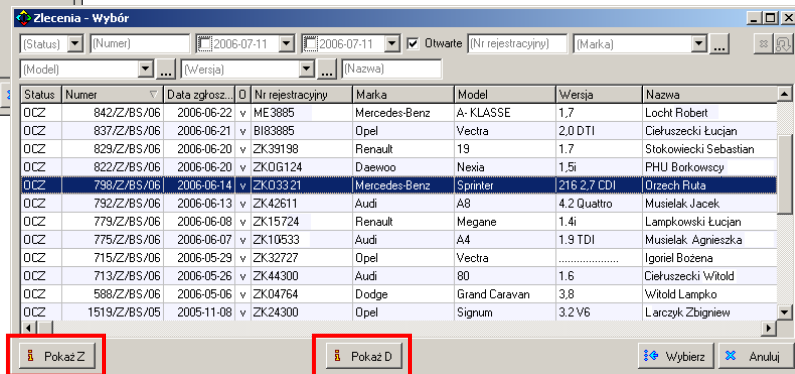 Zlecenia - Wybór
(Status) (Numer) 2006-07-11 2006-07-11 Otwarte (Nr rejestracyjny) (Marka) ...
(Model) ... (Wersja) ... (Nazwa)
Status Numer Data zgłosz... O Nr rejestracyjny Marka Model Wersja Nazwa
OCZ 842/Z/BS/06 2006-06-22 v ME3885 Mercedes-Benz A- KLASSE 1,7 Locht Robert
OCZ 837/Z/BS/06 2006-06-21 v BI83885 Opel Vectra 2,0 DTI Ciełuszecki Łucjan
OCZ 829/Z/BS/06 2006-06-20 v ZK39198 Renault 19 1.7 Stokowiecki Sebastian
OCZ 822/Z/BS/06 2006-06-20 v ZKOG124 Daewoo Nexia 1,5i PHU Borkowscy
OCZ 798/Z/BS/06 2006-06-14 v ZK03321 Mercedes-Benz Sprinter 216 2,7 CDI Orzech Ruta
OCZ 792/Z/BS/06 2006-06-13 v ZK42611 Audi A8 4.2 Quattro Musielak Jacek
OCZ 779/Z/BS/06 2006-06-08 v ZK15724 Renault Megane 1.4i Lampkowski Łucjan
OCZ 775/Z/BS/06 2006-06-07 v ZK10533 Audi A4 1.9 TDI Musielak Agnieszka
OCZ 715/Z/BS/06 2006-05-29 v ZK32727 Opel Vectra .................... Igoriel Bożena
OCZ 713/Z/BS/06 2006-05-26 v ZK44300 Audi 80 1.6 Ciełuszecki Witold
OCZ 588/Z/BS/06 2006-05-06 v ZK04764 Dodge Grand Caravan 3,8 Witold Lampko
OCZ 1519/Z/BS/05 2005-11-08 v ZK24300 Opel Signum 3.2 V6 Larczyk Zbigniew
Pokaż Z Pokaż D Wybierz Anuluj